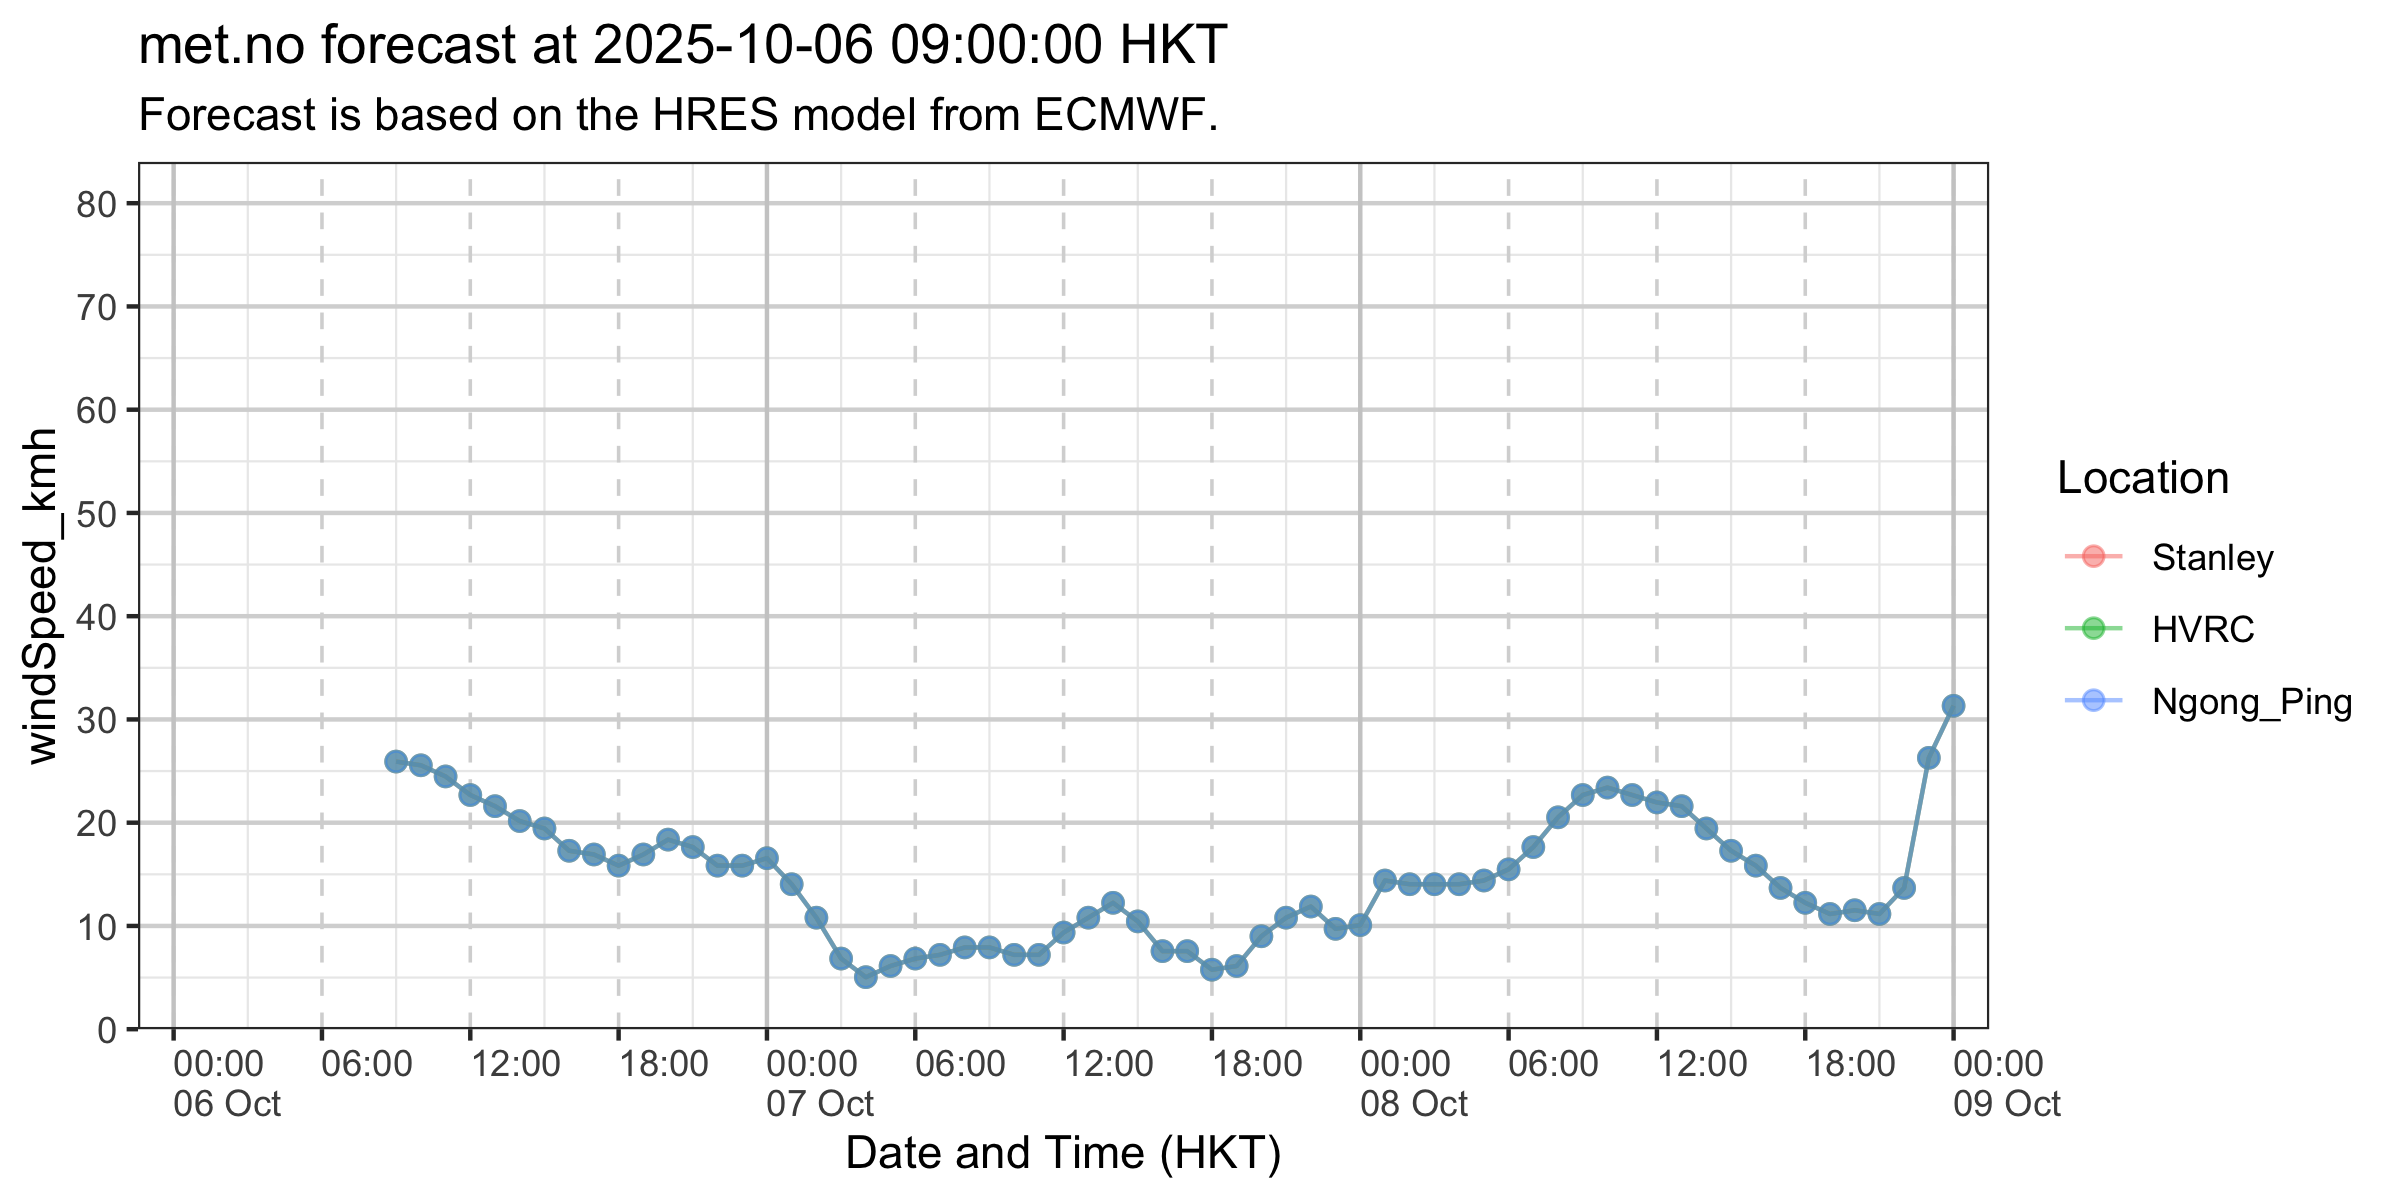 met.no forecast at 2025-10-06 09:00:00 HKT
Forecast is based on the HRES model from ECMWF.
windSpeed_kmh
80
70
60
50
40
30
20
10
0
00:00 06:00 12:00 18:00 00:00 06:00 12:00 18:00 00:00 06:00 12:00 18:00 00:00
06 Oct 07 Oct 08 Oct 09 Oct
Date and Time (HKT)
Location
Stanley
HVRC
Ngong_Ping